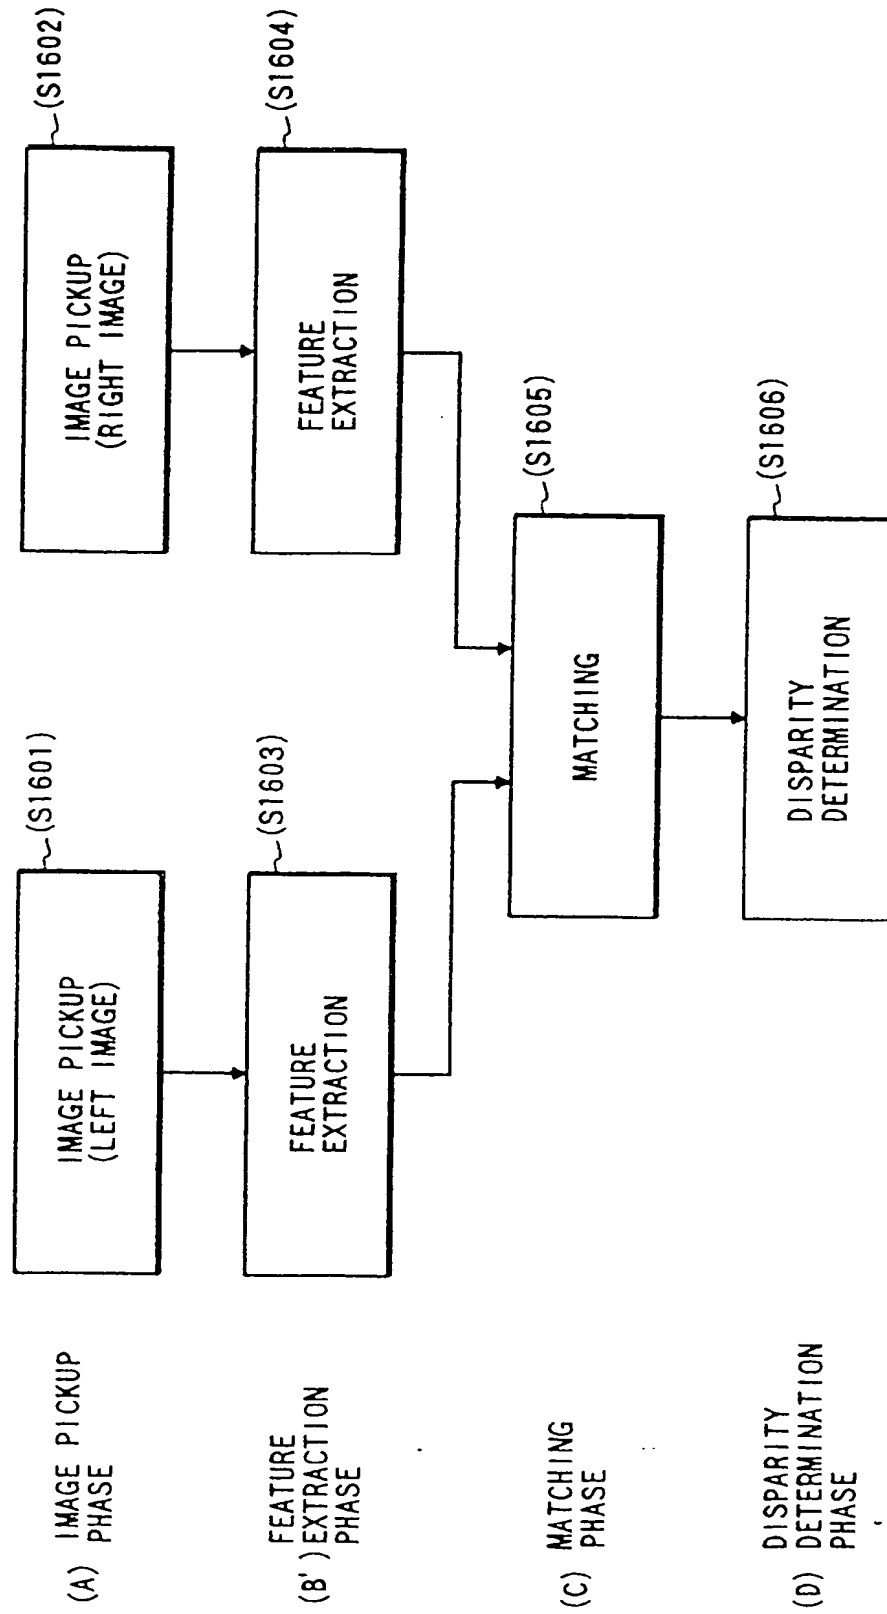 (A) IMAGE PICKUP
PHASE
IMAGE PICKUP
(LEFT IMAGE)
(S1601)
IMAGE PICKUP
(RIGHT IMAGE)
(S1602)
FEATURE
(B') EXTRACTION
PHASE
FEATURE
EXTRACTION
(S1603)
FEATURE
EXTRACTION
(S1604)
(C) MATCHING
PHASE
MATCHING
(S1605)
DISPARITY
(D) DETERMINATION
PHASE
DISPARITY
DETERMINATION
(S1606)